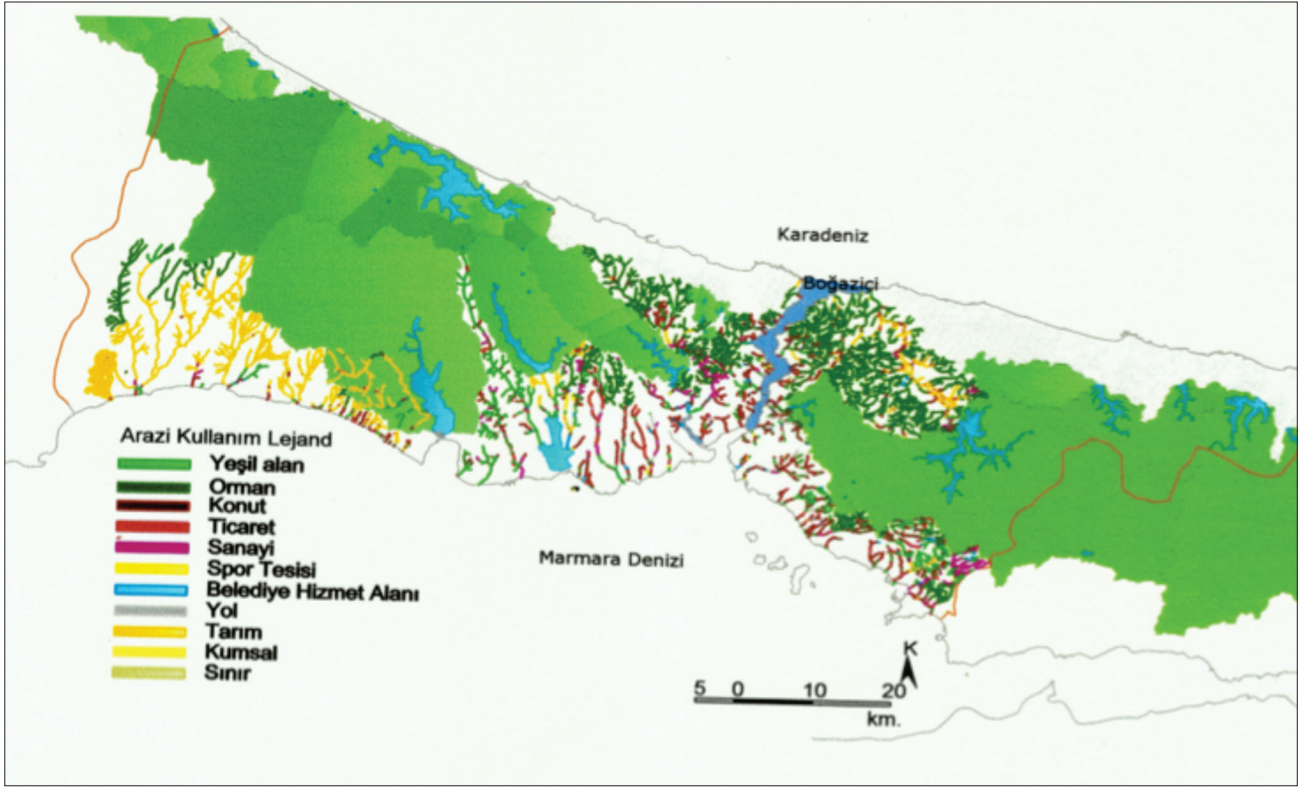 Karadeniz
Boğaziçi
Arazi Kullanım Lejand
Yeşil alan
Orman
Konut
Ticaret
Sanayi
Spor Tesisi
Belediye Hizmet Alanı
Yol
Tarım
Kumsal
Sınır
Marmara Denizi
K
5 0 10 20
km.